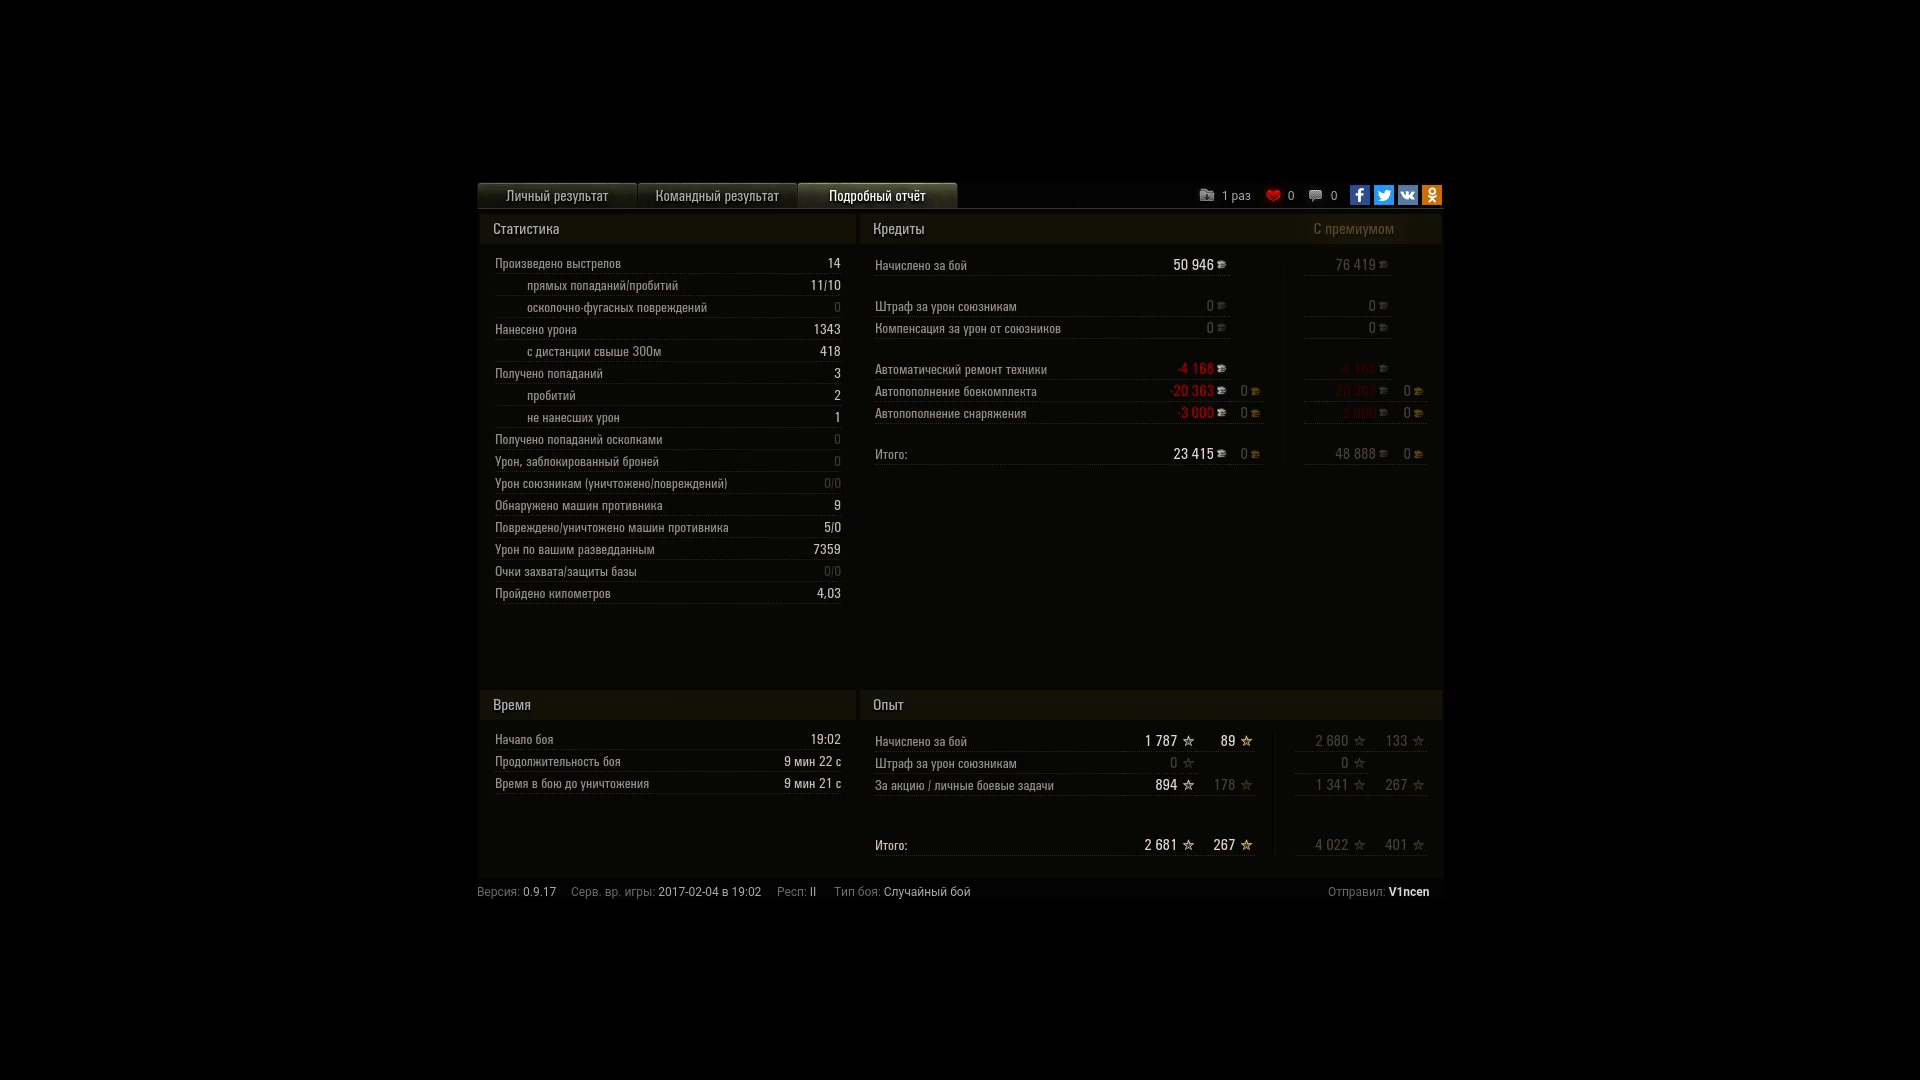 Личный результат Командный результат Подробный отчёт 1 раз 0 0
Статистика
Произведено выстрелов 14
прямых попаданий/пробитий 11/10
осколочно-фугасных повреждений 0
Нанесено урона 1343
с дистанции свыше 300м 418
Получено попаданий 3
пробитий 2
не нанесших урон 1
Получено попаданий осколками 0
Урон, заблокированный броней 0
Урон союзникам (уничтожено/повреждений) 0/0
Обнаружено машин противника 9
Повреждено/уничтожено машин противника 5/0
Урон по вашим разведданным 7359
Очки захвата/защиты базы 0/0
Пройдено километров 4,03
Кредиты С премиумом
Начислено за бой 50 946 76 419
Штраф за урон союзникам 0 0
Компенсация за урон от союзников 0 0
Автоматический ремонт техники -4 168 -4 168
Автопополнение боекомплекта -20 363 0 -20 363 0
Автопополнение снаряжения -3 000 0 -3 000 0
Итого: 23 415 0 48 888 0
Время
Начало боя 19:02
Продолжительность боя 9 мин 22 с
Время в бою до уничтожения 9 мин 21 с
Опыт
Начислено за бой 1 787 89 2 680 133
Штраф за урон союзникам 0 0
За акцию / личные боевые задачи 894 178 1 341 267
Итого: 2 681 267 4 022 401
Версия: 0.9.17 Серв. вр. игры: 2017-02-04 в 19:02 Респ: II Тип боя: Случайный бой Отправил: V1ncen